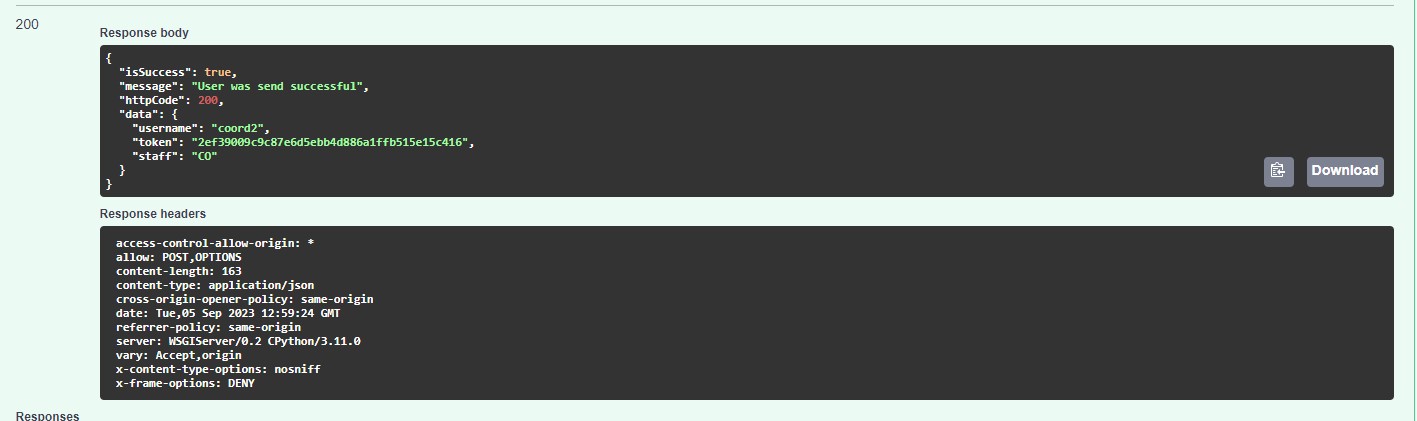 200
Response body
{
"isSuccess": true,
"message": "User was send successful",
"httpCode": 200,
"data": {
"username": "coord2",
"token": "2ef39009c9c87e6d5ebb4d886a1ffb515e15c416",
"staff": "CO"
}
}
Download
Response headers
access-control-allow-origin: *
allow: POST,OPTIONS
content-length: 163
content-type: application/json
cross-origin-opener-policy: same-origin
date: Tue,05 Sep 2023 12:59:24 GMT
referrer-policy: same-origin
server: WSGIServer/0.2 CPython/3.11.0
vary: Accept,origin
x-content-type-options: nosniff
x-frame-options: DENY
Responses